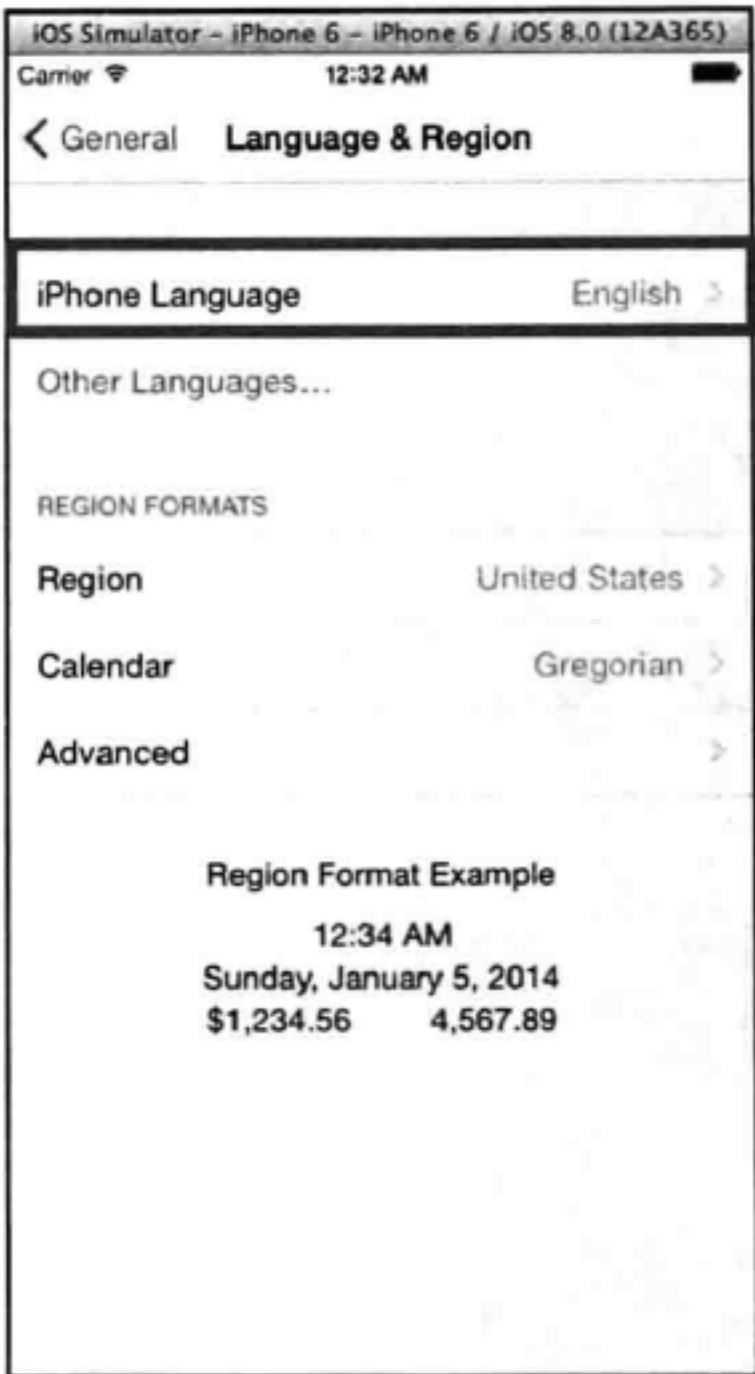 iOS Simulator – iPhone 6 – iPhone 6 / iOS 8.0 (12A365)
Carrier 12:32 AM
General Language & Region
iPhone Language English
Other Languages...
REGION FORMATS
Region United States
Calendar Gregorian
Advanced
Region Format Example
12:34 AM
Sunday, January 5, 2014
$1,234.56 4,567.89